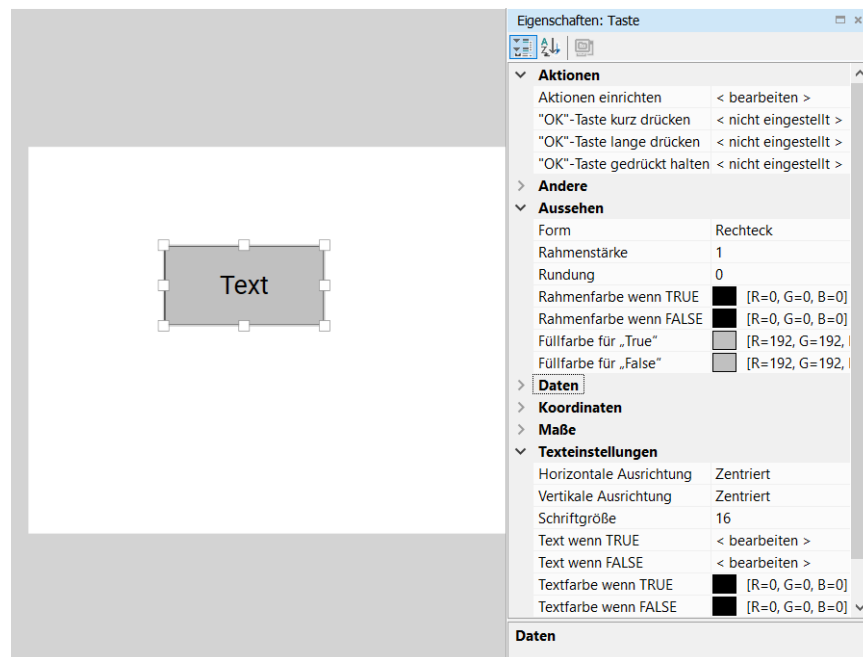 Eigenschaften: Taste
Text
Aktionen
Aktionen einrichten < bearbeiten >
"OK"-Taste kurz drücken < nicht eingestellt >
"OK"-Taste lange drücken < nicht eingestellt >
"OK"-Taste gedrückt halten < nicht eingestellt >
Andere
Aussehen
Form Rechteck
Rahmenstärke 1
Rundung 0
Rahmenfarbe wenn TRUE [R=0, G=0, B=0]
Rahmenfarbe wenn FALSE [R=0, G=0, B=0]
Füllfarbe für „True“ [R=192, G=192,
Füllfarbe für „False“ [R=192, G=192,
Daten
Koordinaten
Maße
Texteinstellungen
Horizontale Ausrichtung Zentriert
Vertikale Ausrichtung Zentriert
Schriftgröße 16
Text wenn TRUE < bearbeiten >
Text wenn FALSE < bearbeiten >
Textfarbe wenn TRUE [R=0, G=0, B=0]
Textfarbe wenn FALSE [R=0, G=0, B=0]
Daten